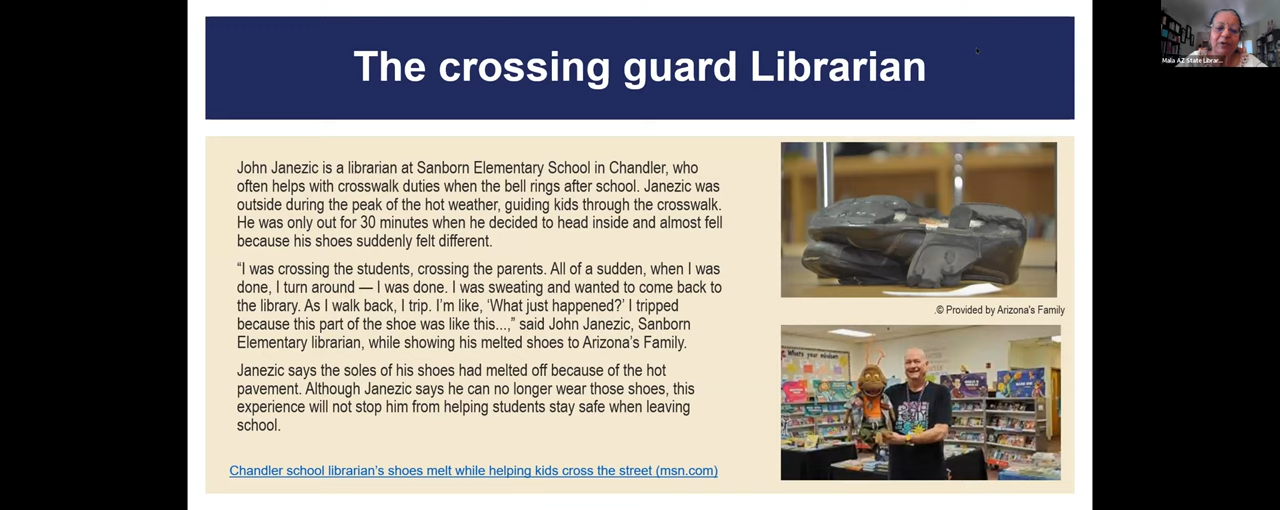 The crossing guard Librarian
Mala AZ State Librar...
John Janezic is a librarian at Sanborn Elementary School in Chandler, who
often helps with crosswalk duties when the bell rings after school. Janezic was
outside during the peak of the hot weather, guiding kids through the crosswalk.
He was only out for 30 minutes when he decided to head inside and almost fell
because his shoes suddenly felt different.
“I was crossing the students, crossing the parents. All of a sudden, when I was
done, I turn around — I was done. I was sweating and wanted to come back to
the library. As I walk back, I trip. I’m like, ‘What just happened?’ I tripped
because this part of the shoe was like this...,” said John Janezic, Sanborn
Elementary librarian, while showing his melted shoes to Arizona’s Family.
Janezic says the soles of his shoes had melted off because of the hot
pavement. Although Janezic says he can no longer wear those shoes, this
experience will not stop him from helping students stay safe when leaving
school.
Chandler school librarian’s shoes melt while helping kids cross the street (msn.com)
.© Provided by Arizona's Family
What's your mindset